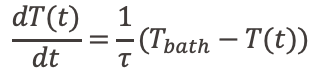 dT(t)/dt = 1/τ (T_bath − T(t))